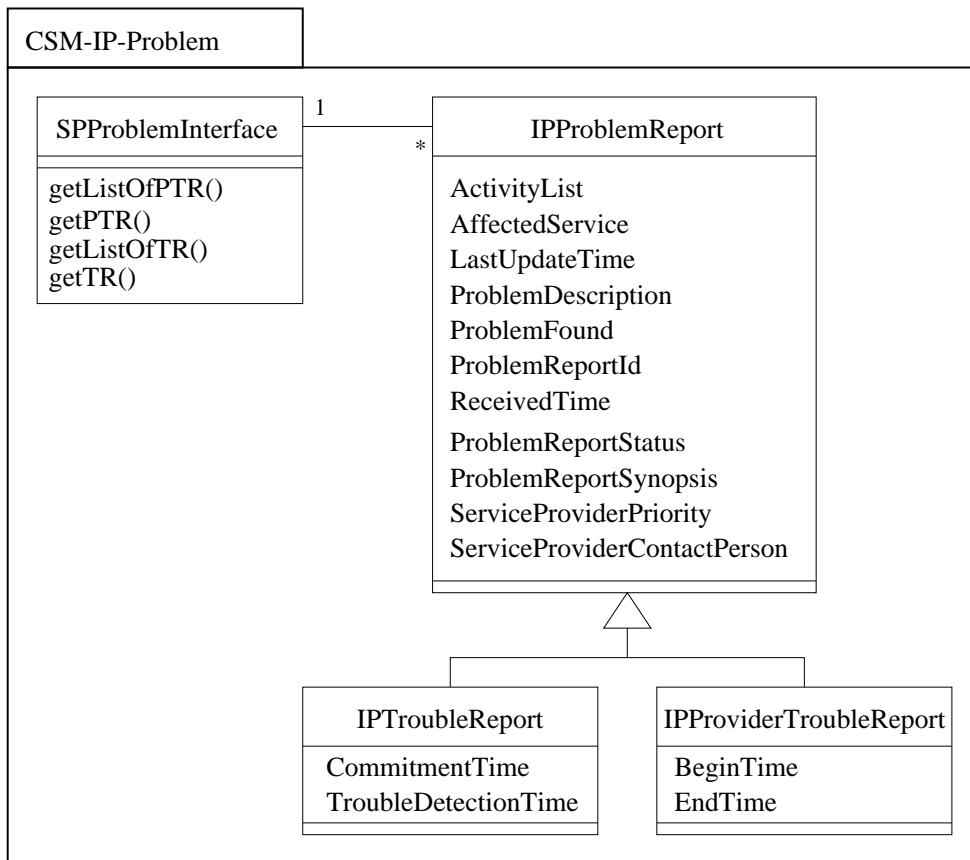 CSM-IP-Problem
SPProblemInterface
getListOfPTR()
getPTR()
getListOfTR()
getTR()
1
*
IPProblemReport
ActivityList
AffectedService
LastUpdateTime
ProblemDescription
ProblemFound
ProblemReportId
ReceivedTime
ProblemReportStatus
ProblemReportSynopsis
ServiceProviderPriority
ServiceProviderContactPerson
IPTroubleReport
CommitmentTime
TroubleDetectionTime
IPProviderTroubleReport
BeginTime
EndTime